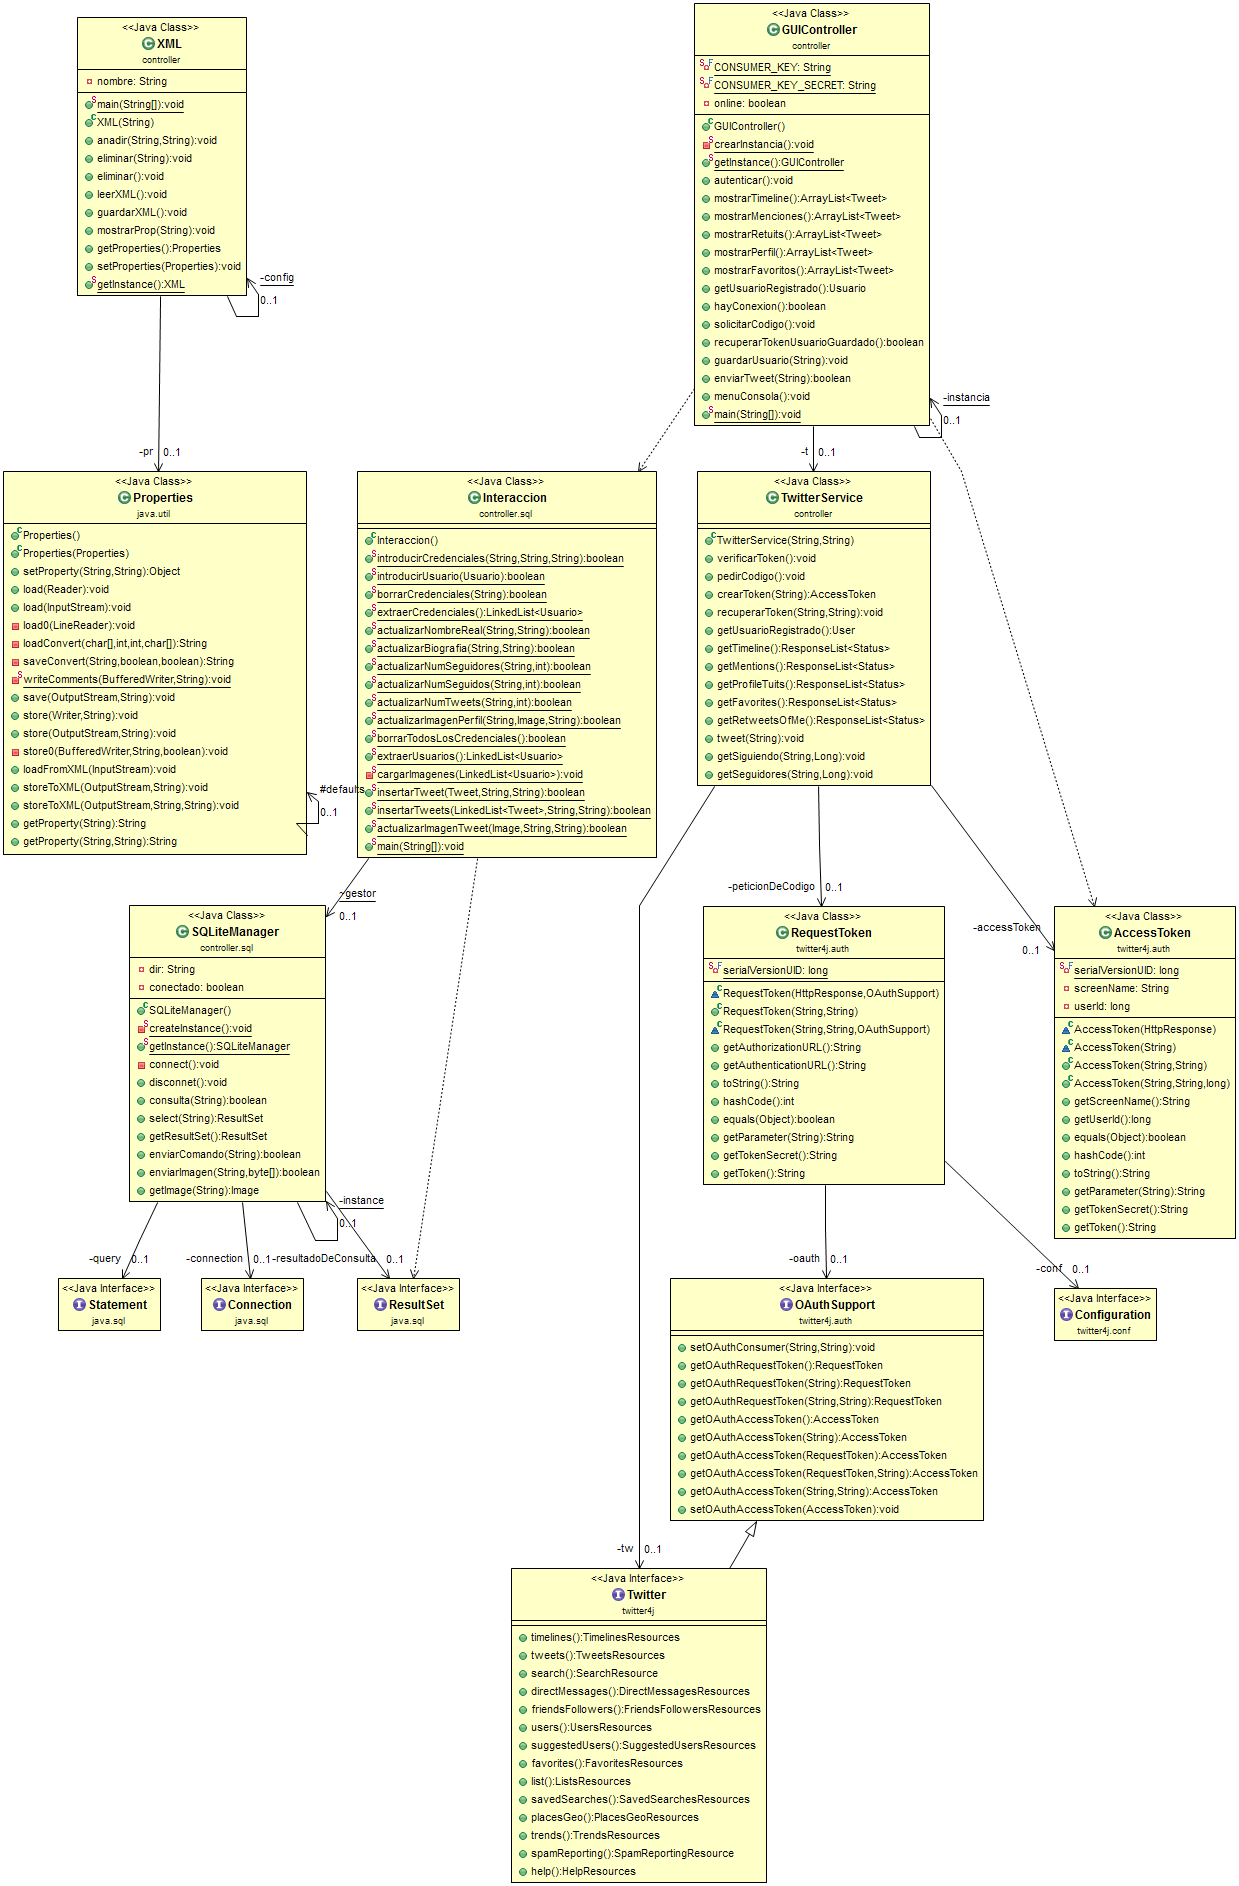 <<Java Class>>
XML
controller
nombre: String
main(String[]):void
XML(String)
anadir(String,String):void
eliminar(String):void
eliminar():void
leerXML():void
guardarXML():void
mostrarProp(String):void
getProperties():Properties
setProperties(Properties):void
getInstance():XML
-config
0..1
-pr
0..1
<<Java Class>>
GUIController
controller
CONSUMER_KEY: String
CONSUMER_KEY_SECRET: String
online: boolean
GUIController()
crearInstancia():void
getInstance():GUIController
autenticar():void
mostrarTimeline():ArrayList<Tweet>
mostrarMenciones():ArrayList<Tweet>
mostrarRetuits():ArrayList<Tweet>
mostrarPerfil():ArrayList<Tweet>
mostrarFavoritos():ArrayList<Tweet>
getUsuarioRegistrado():Usuario
hayConexion():boolean
solicitarCodigo():void
recuperarTokenUsuarioGuardado():boolean
guardarUsuario(String):void
enviarTweet(String):boolean
menuConsola():void
main(String[]):void
-instancia
0..1
-t
0..1
<<Java Class>>
Properties
java.util
Properties()
Properties(Properties)
setProperty(String,String):Object
load(Reader):void
load(InputStream):void
load0(LineReader):void
loadConvert(char[],int,int,char[]):String
saveConvert(String,boolean,boolean):String
writeComments(BufferedWriter,String):void
save(OutputStream,String):void
store(Writer,String):void
store(OutputStream,String):void
store0(BufferedWriter,String,boolean):void
loadFromXML(InputStream):void
storeToXML(OutputStream,String):void
storeToXML(OutputStream,String,String):void
getProperty(String):String
getProperty(String,String):String
#defaults
0..1
<<Java Class>>
Interaccion
controller.sql
Interaccion()
introducirCredenciales(String,String,String):boolean
introducirUsuario(Usuario):boolean
borrarCredenciales(String):boolean
extraerCredenciales():LinkedList<Usuario>
actualizarNombreReal(String,String):boolean
actualizarBiografia(String,String):boolean
actualizarNumSeguidores(String,int):boolean
actualizarNumSeguidos(String,int):boolean
actualizarNumTweets(String,int):boolean
actualizarImagenPerfil(String,Image,String):boolean
borrarTodosLosCredenciales():boolean
extraerUsuarios():LinkedList<Usuario>
cargarImagenes(LinkedList<Usuario>):void
insertarTweet(Tweet,String,String):boolean
insertarTweets(LinkedList<Tweet>,String,String):boolean
actualizarImagenTweet(Image,String,String):boolean
main(String[]):void
~gestor
0..1
<<Java Class>>
TwitterService
controller
TwitterService(String,String)
verificarToken():void
pedirCodigo():void
crearToken(String):AccessToken
recuperarToken(String,String):void
getUsuarioRegistrado():User
getTimeline():ResponseList<Status>
getMentions():ResponseList<Status>
getProfileTuits():ResponseList<Status>
getFavorites():ResponseList<Status>
getRetweetsOfMe():ResponseList<Status>
tweet(String):void
getSiguiendo(String,Long):void
getSeguidores(String,Long):void
-peticionDeCodigo
0..1
-accessToken
0..1
<<Java Class>>
SQLiteManager
controller.sql
dir: String
conectado: boolean
SQLiteManager()
createInstance():void
getInstance():SQLiteManager
connect():void
disconnet():void
consulta(String):boolean
select(String):ResultSet
getResultSet():ResultSet
enviarComando(String):boolean
enviarImagen(String,byte[]):boolean
getImage(String):Image
-instance
0..1
-query
0..1
-connection
0..1
-resultadoDeConsulta
0..1
<<Java Class>>
RequestToken
twitter4j.auth
serialVersionUID: long
RequestToken(HttpResponse,OAuthSupport)
RequestToken(String,String)
RequestToken(String,String,OAuthSupport)
getAuthorizationURL():String
getAuthenticationURL():String
toString():String
hashCode():int
equals(Object):boolean
getParameter(String):String
getTokenSecret():String
getToken():String
<<Java Class>>
AccessToken
twitter4j.auth
serialVersionUID: long
screenName: String
userId: long
AccessToken(HttpResponse)
AccessToken(String)
AccessToken(String,String)
AccessToken(String,String,long)
getScreenName():String
getUserId():long
equals(Object):boolean
hashCode():int
toString():String
getParameter(String):String
getTokenSecret():String
getToken():String
-oauth
0..1
-conf
0..1
<<Java Interface>>
Statement
java.sql
<<Java Interface>>
Connection
java.sql
<<Java Interface>>
ResultSet
java.sql
<<Java Interface>>
OAuthSupport
twitter4j.auth
setOAuthConsumer(String,String):void
getOAuthRequestToken():RequestToken
getOAuthRequestToken(String):RequestToken
getOAuthRequestToken(String,String):RequestToken
getOAuthAccessToken():AccessToken
getOAuthAccessToken(String):AccessToken
getOAuthAccessToken(RequestToken):AccessToken
getOAuthAccessToken(RequestToken,String):AccessToken
getOAuthAccessToken(String,String):AccessToken
setOAuthAccessToken(AccessToken):void
<<Java Interface>>
Configuration
twitter4j.conf
-tw
0..1
<<Java Interface>>
Twitter
twitter4j
timelines():TimelinesResources
tweets():TweetsResources
search():SearchResource
directMessages():DirectMessagesResources
friendsFollowers():FriendsFollowersResources
users():UsersResources
suggestedUsers():SuggestedUsersResources
favorites():FavoritesResources
list():ListsResources
savedSearches():SavedSearchesResources
placesGeo():PlacesGeoResources
trends():TrendsResources
spamReporting():SpamReportingResource
help():HelpResources